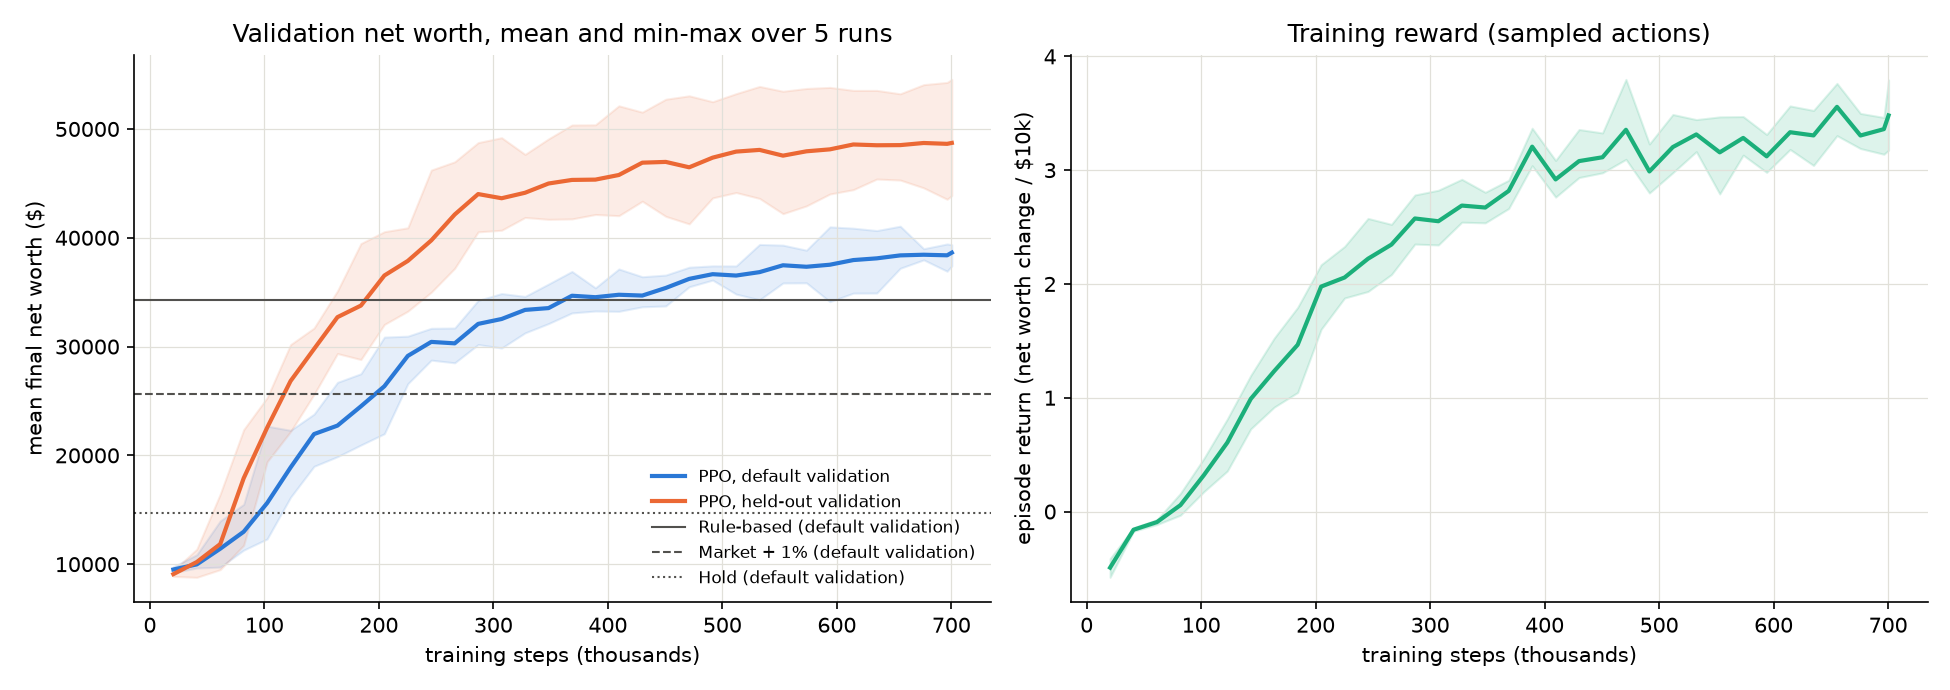 Validation net worth, mean and min-max over 5 runs
mean final net worth ($)
50000
40000
30000
20000
10000
PPO, default validation
PPO, held-out validation
Rule-based (default validation)
Market + 1% (default validation)
Hold (default validation)
0 100 200 300 400 500 600 700
training steps (thousands)
Training reward (sampled actions)
episode return (net worth change / $10k)
4
3
2
1
0
0 100 200 300 400 500 600 700
training steps (thousands)